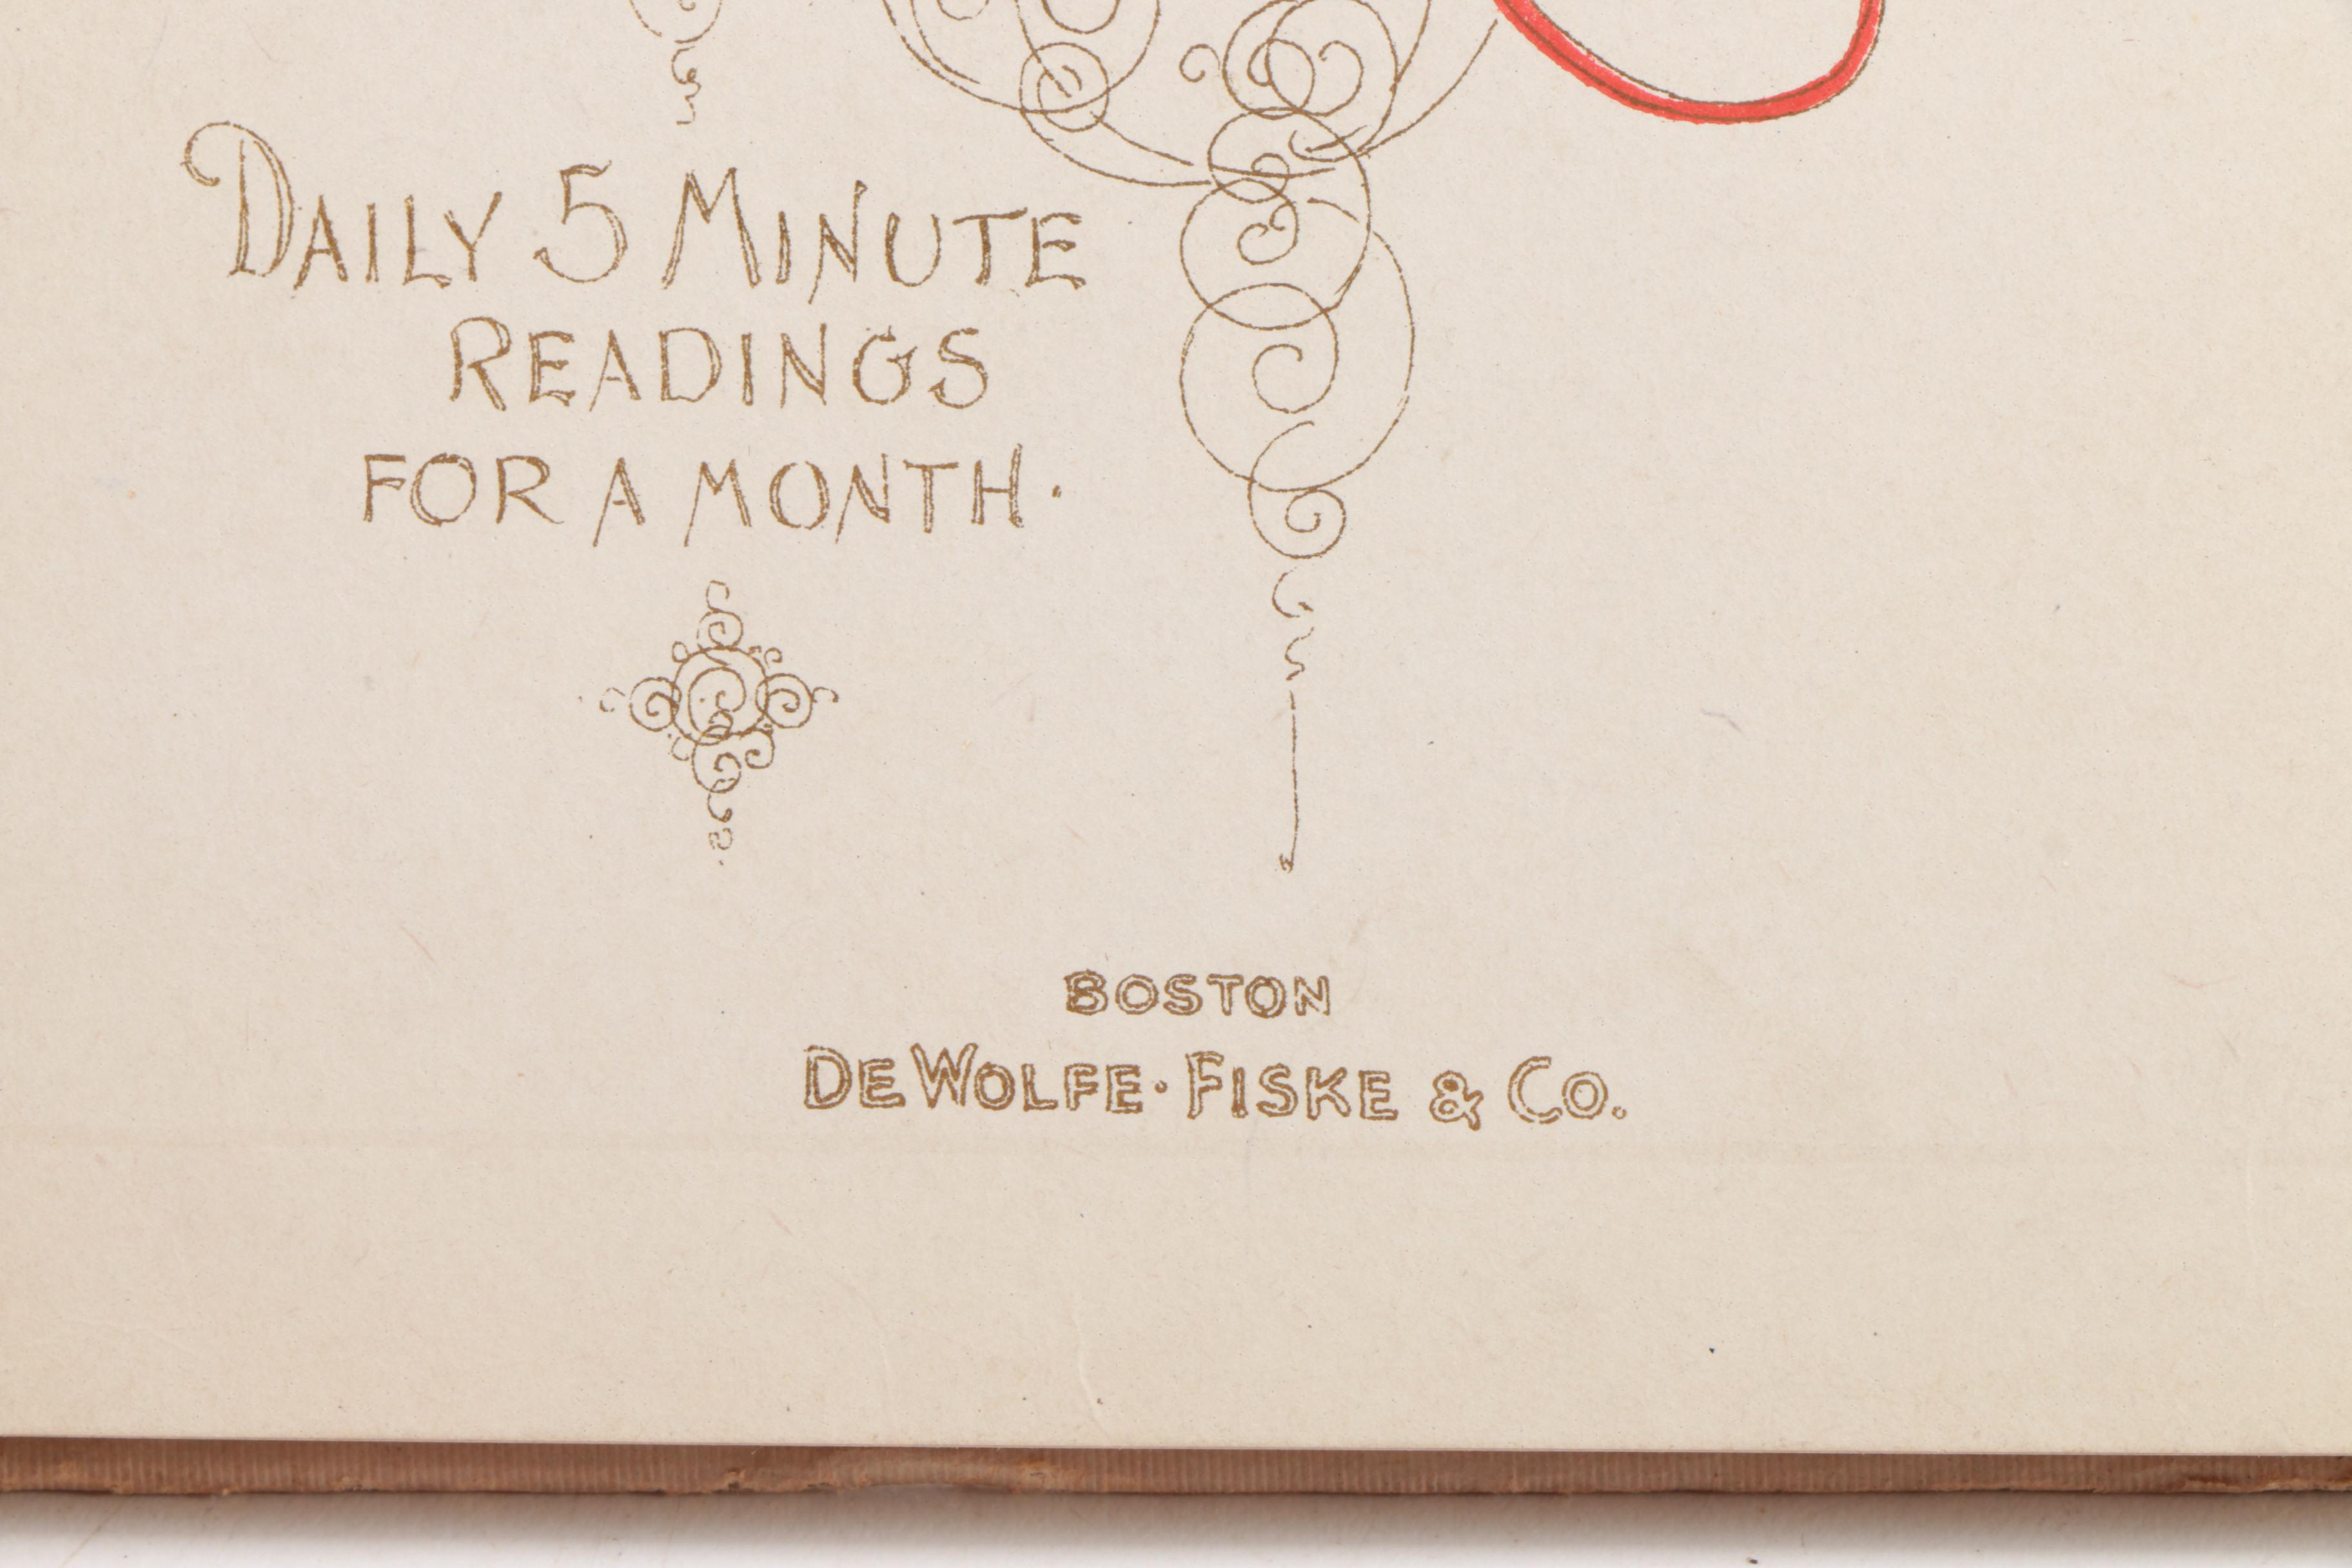 DAILY 5 MINUTE
READINGS
FOR A MONTH·
BOSTON
DEWOLFE·FISKE & CO.